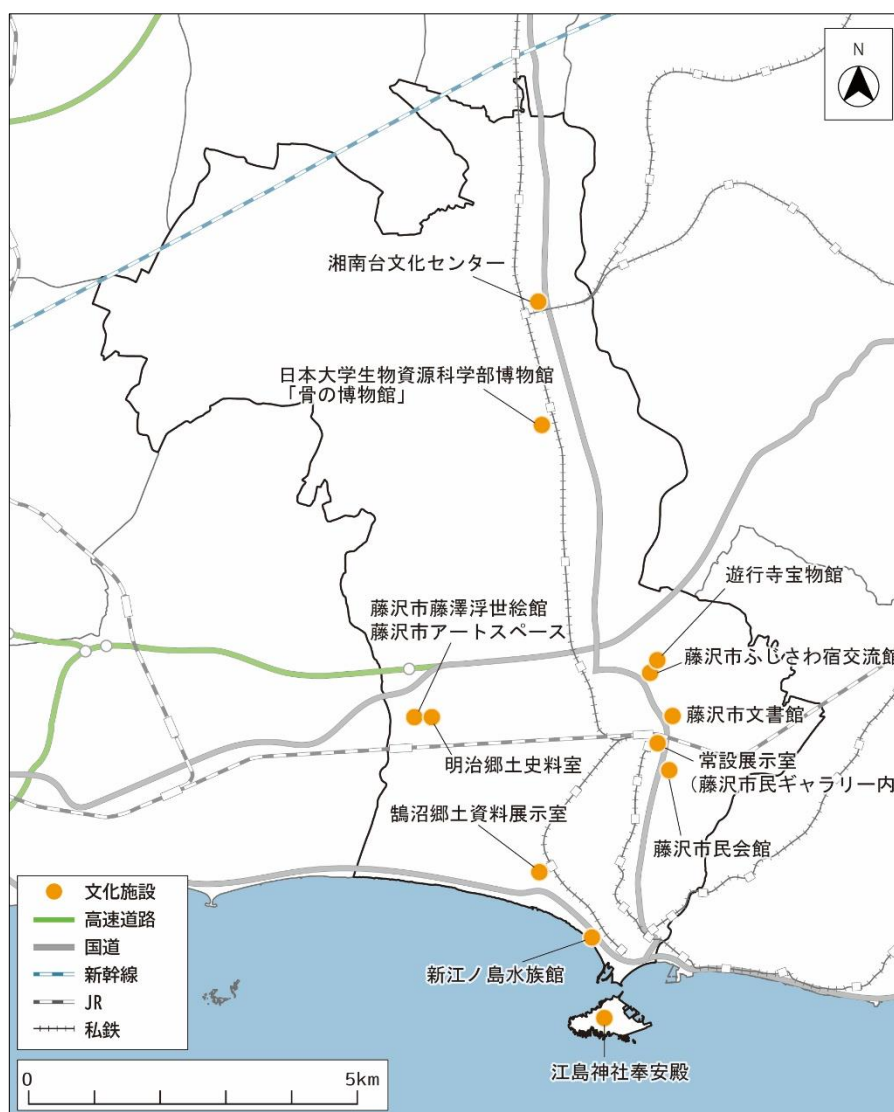 N
湘南台文化センター
日本大学生物資源科学部博物館
「骨の博物館」
遊行寺宝物館
藤沢市藤澤浮世絵館
藤沢市アートスペース
藤沢市ふじさわ宿交流館
藤沢市文書館
明治郷土史料室
常設展示室
（藤沢市民ギャラリー内
鵠沼郷土資料展示室
藤沢市民会館
新江ノ島水族館
江島神社奉安殿
文化施設
高速道路
国道
新幹線
JR
私鉄
0
5km